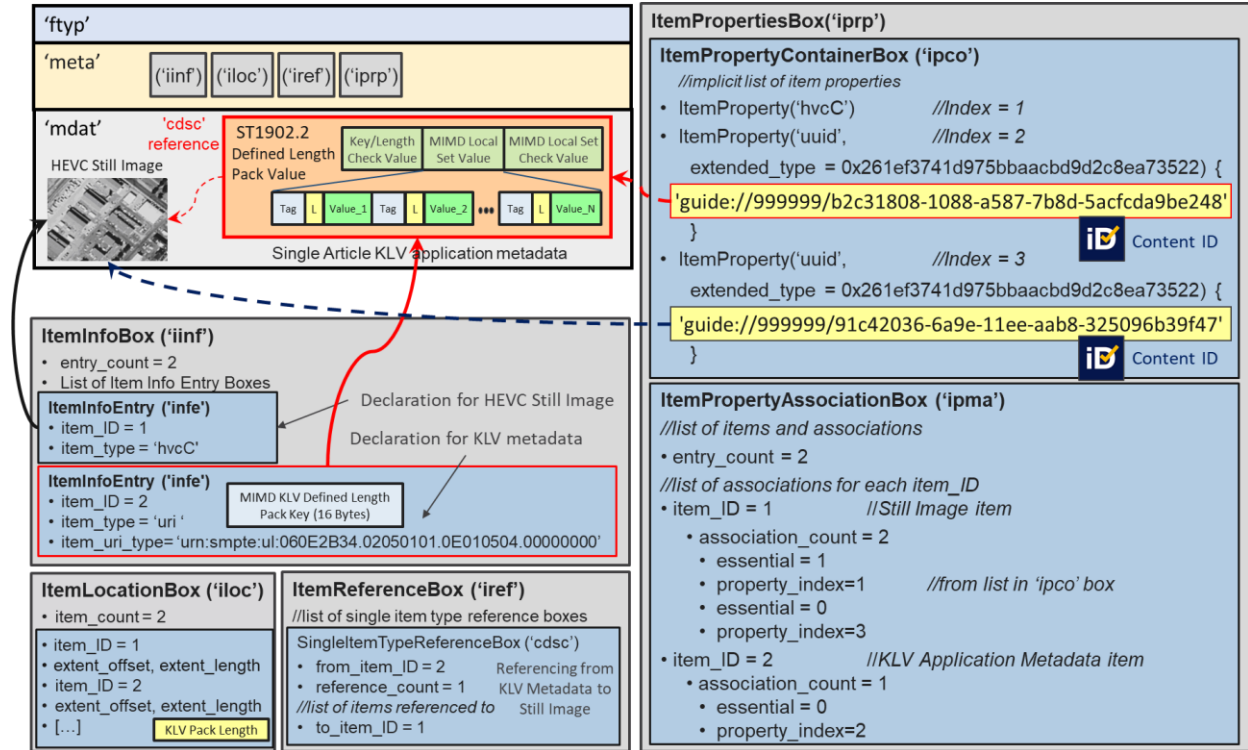 'ftyp'
'meta'
('iinf')
('iloc')
('iref')
('iprp')
'mdat'
'cdsc'
reference
HEVC Still Image
ST1902.2
Defined Length
Pack Value
Key/Length
Check Value
MIMD Local
Set Value
MIMD Local Set
Check Value
Tag
L
Value_1
Tag
L
Value_2
•••
Tag
L
Value_N
Single Article KLV application metadata
ItemInfoBox ('iinf')
• entry_count = 2
• List of Item Info Entry Boxes
ItemInfoEntry ('infe')
• item_ID = 1
• item_type = 'hvcC'
Declaration for HEVC Still Image
Declaration for KLV metadata
ItemInfoEntry ('infe')
• item_ID = 2
• item_type = 'uri '
• item_uri_type= 'urn:smpte:ul:060E2B34.02050101.0E010504.00000000'
MIMD KLV Defined Length
Pack Key (16 Bytes)
ItemLocationBox ('iloc')
• item_count = 2
• item_ID = 1
• extent_offset, extent_length
• item_ID = 2
• extent_offset, extent_length
• [...]
KLV Pack Length
ItemReferenceBox ('iref')
//list of single item type reference boxes
SingleItemTypeReferenceBox ('cdsc')
• from_item_ID = 2
• reference_count = 1
//list of items referenced to
• to_item_ID = 1
Referencing from
KLV Metadata to
Still Image
ItemPropertiesBox('iprp')
ItemPropertyContainerBox ('ipco')
//implicit list of item properties
• ItemProperty('hvcC') //Index = 1
• ItemProperty('uuid', //Index = 2
extended_type = 0x261ef3741d975bbaacbd9d2c8ea73522) {
'guide://999999/b2c31808-1088-a587-7b8d-5acfcda9be248'
}
iD Content ID
• ItemProperty('uuid', //Index = 3
extended_type = 0x261ef3741d975bbaacbd9d2c8ea73522) {
'guide://999999/91c42036-6a9e-11ee-aab8-325096b39f47'
}
iD Content ID
ItemPropertyAssociationBox ('ipma')
//list of items and associations
• entry_count = 2
//list of associations for each item_ID
• item_ID = 1 //Still Image item
• association_count = 2
• essential = 1
• property_index=1 //from list in 'ipco' box
• essential = 0
• property_index=3
• item_ID = 2 //KLV Application Metadata item
• association_count = 1
• essential = 0
• property_index=2